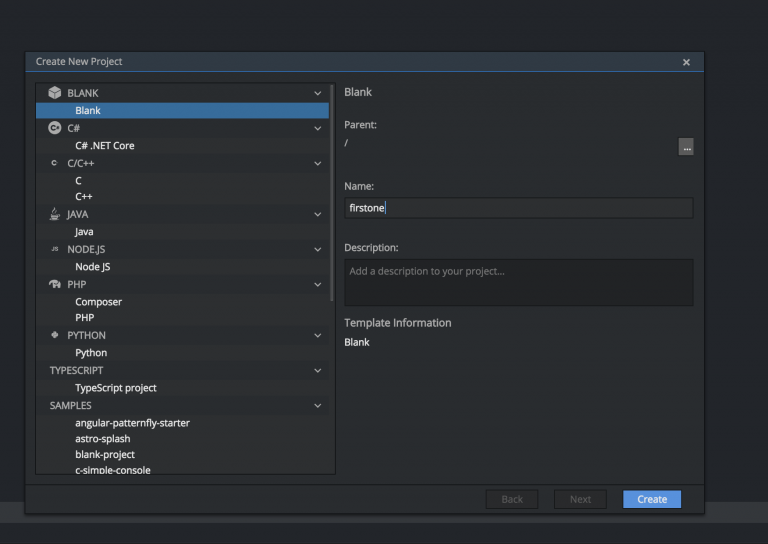 Create New Project
BLANK
Blank
C#
C# .NET Core
C/C++
C
C++
JAVA
Java
NODE.JS
Node JS
PHP
Composer
PHP
PYTHON
Python
TYPESCRIPT
TypeScript project
SAMPLES
angular-patternfly-starter
astro-splash
blank-project
c-simple-console
Blank
Parent:
/
...
Name:
firstone
Description:
Add a description to your project...
Template Information
Blank
Back
Next
Create